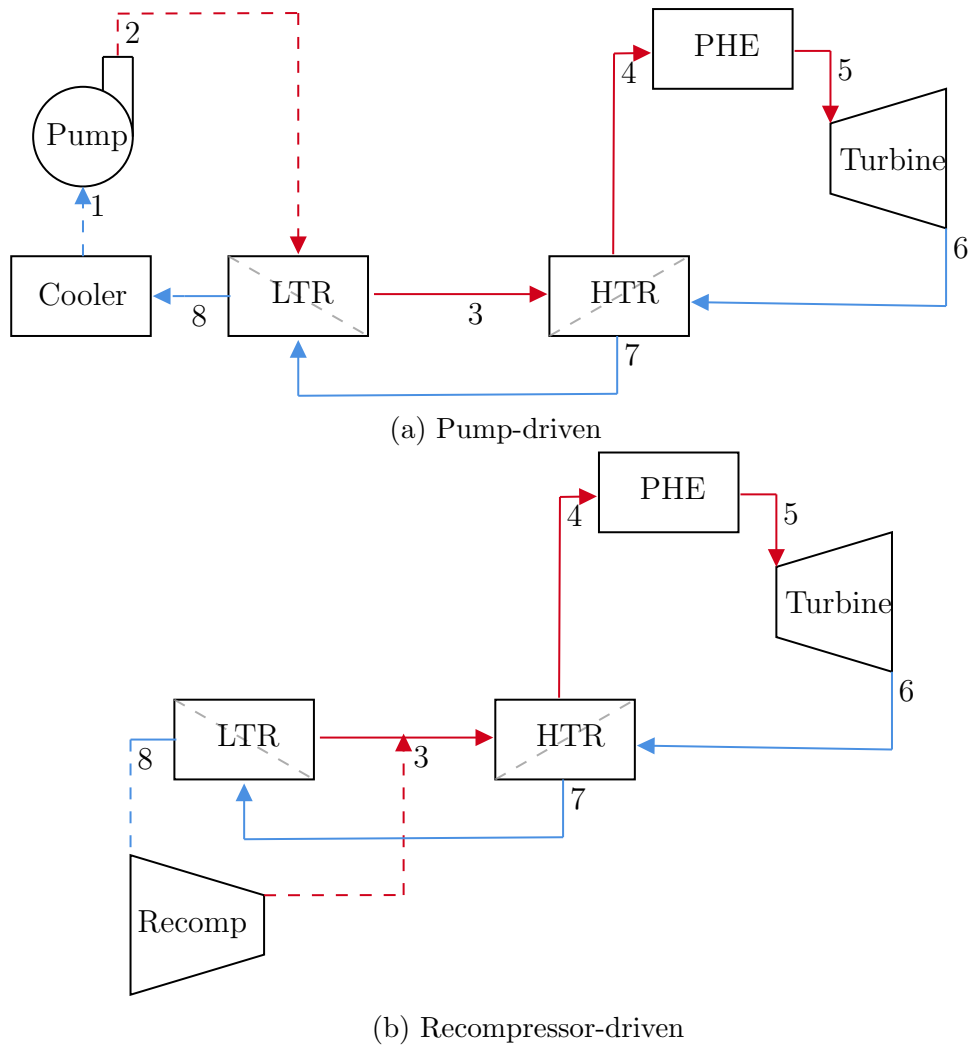 2
PHE
4
5
Pump
Turbine
1
6
Cooler
LTR
HTR
8
3
7
(a) Pump-driven
PHE
4
5
Turbine
6
LTR
HTR
8
3
7
Recomp
(b) Recompressor-driven